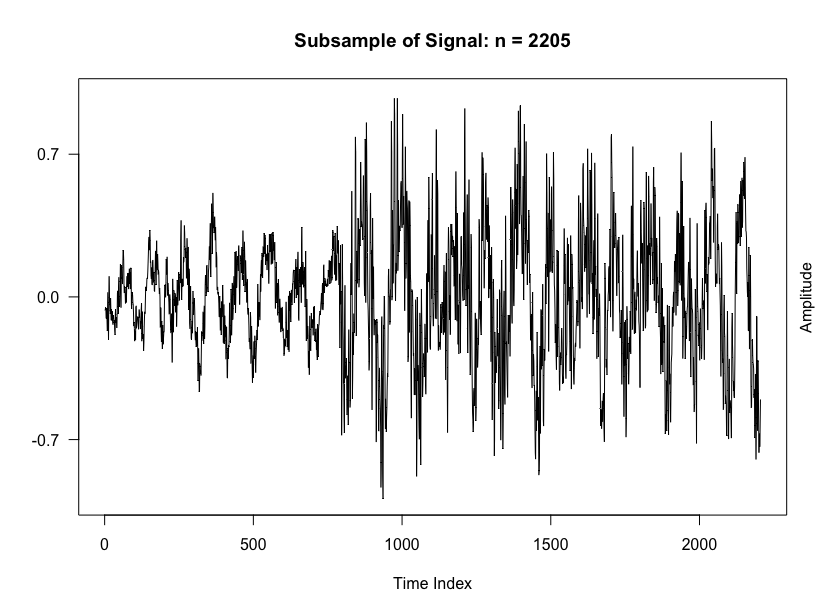 Subsample of Signal: n = 2205
0.7
0.0
-0.7
Amplitude
0 500 1000 1500 2000
Time Index